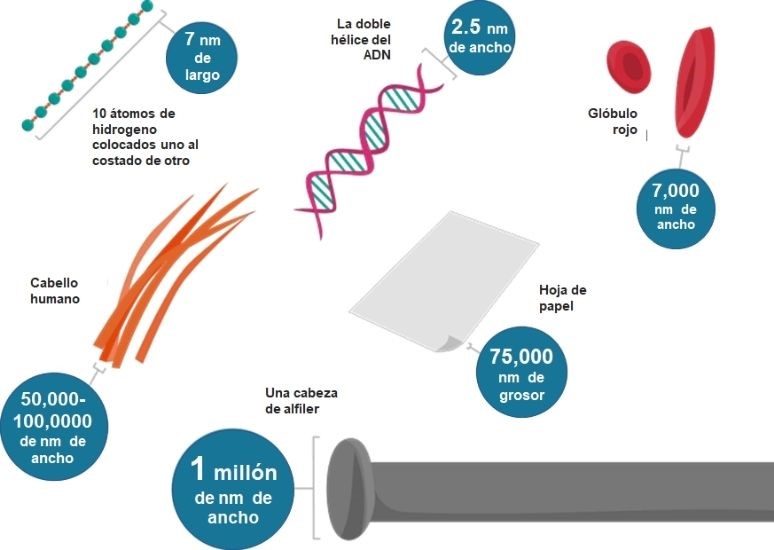 7 nm
de
largo
10 átomos de
hidrogeno
colocados uno al
costado de otro
La doble
hélice del
ADN
2.5 nm
de ancho
Glóbulo
rojo
7,000
nm de
ancho
Cabello
humano
50,000-
100,0000
de nm de
ancho
Hoja de
papel
75,000
nm de
grosor
Una cabeza
de alfiler
1 millón
de nm de
ancho